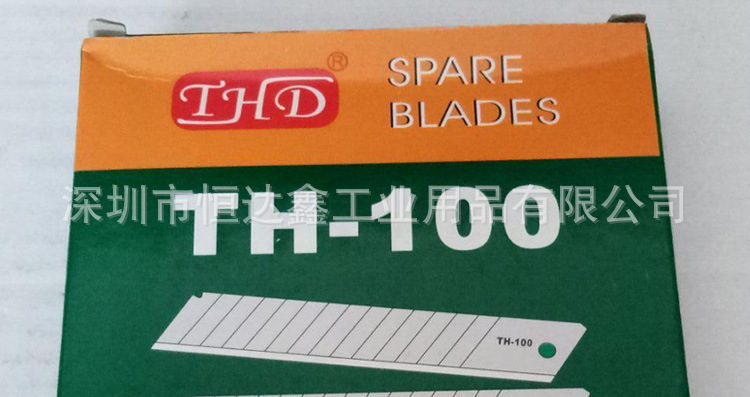 THD®
SPARE
BLADES
深圳市恒达鑫工业用品有限公司
TH-100
TH-100